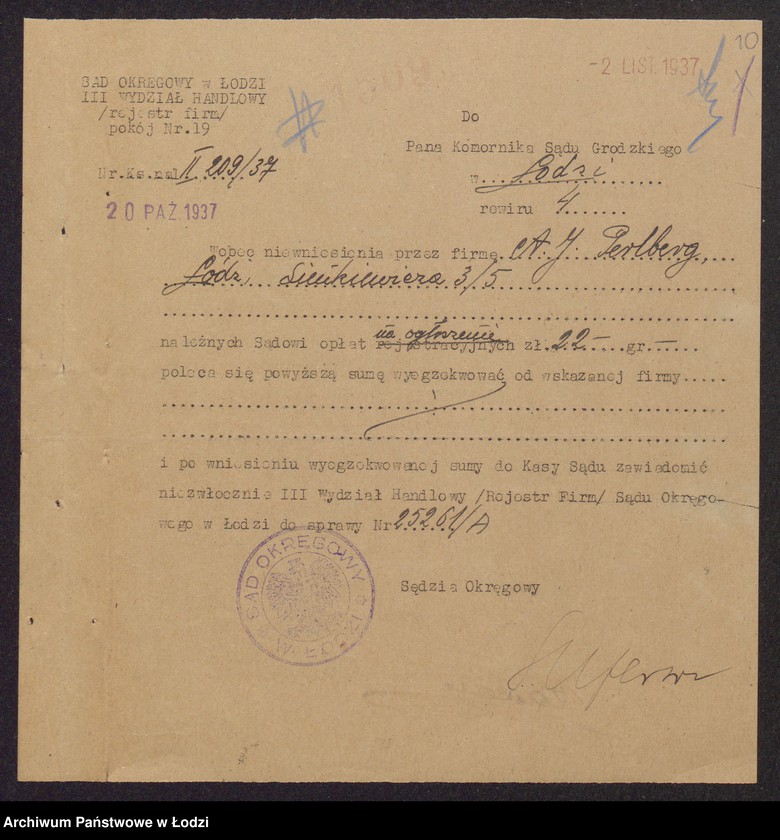 10
-2 LIST. 1937
SĄD OKRĘGOWY w ŁODZI
III WYDZIAŁ HANDLOWY
/rejestr firm/
pokój Nr.19
Do
Pana Komornika Sądu Grodzkiego
w Łodzi
rewiru 4
Nr.Ks.nal II 209/37
20 PAŹ. 1937
Wobec niewniesienia przez firmę A. J. Perlberg,
Łódź, Sienkiewicza 3/5
na ogłoszenie
należnych Sądowi opłat rejstracyjnych zł. 22 - gr. -
poleca się powyższą sumę wyegzekwować od wskazanej firmy.....
i po wniesieniu wyegzekwowanej sumy do Kasy Sądu zawiadomić
niezwłocznie III Wydział Handlowy /Rejestr Firm/ Sądu Okręgo-
wego w Łodzi do sprawy Nr 25261/A
Sędzia Okręgowy
SĄD OKRĘGOWY W ŁODZI
Archiwum Państwowe w Łodzi